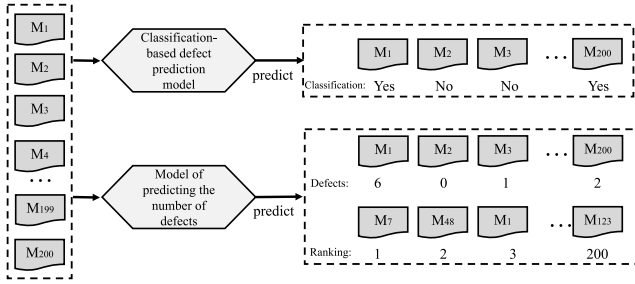 M1
M2
M3
M4
...
M199
M200
Classification-
based defect
prediction
model
predict
M1 M2 M3 ... M200
Classification: Yes No No Yes
Model of
predicting the
number of
defects
predict
M1 M2 M3 ... M200
Defects: 6 0 1 2
M7 M48 M1 ... M123
Ranking: 1 2 3 200